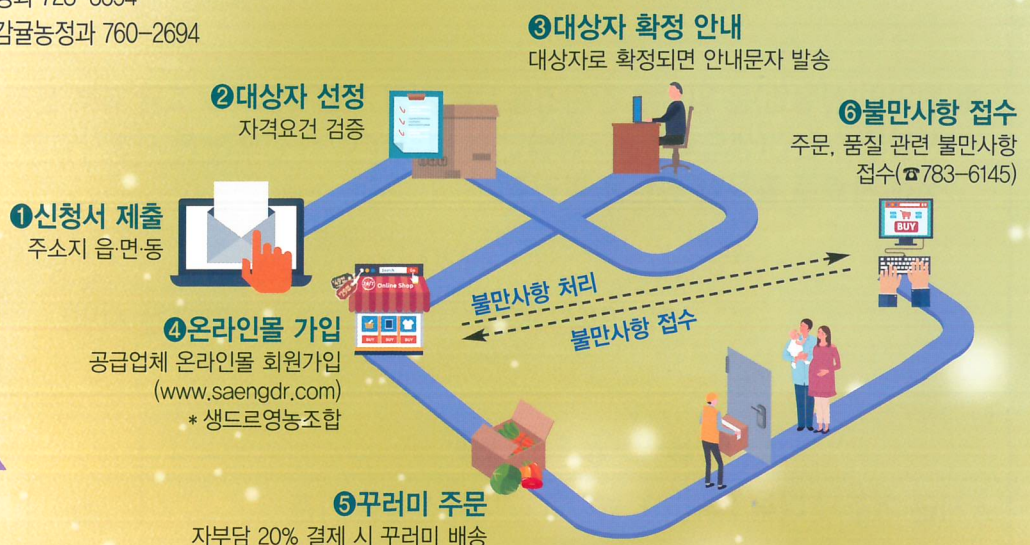 감귤농정과 760-2694
❶신청서 제출
주소지 읍·면·동
❷대상자 선정
자격요건 검증
❸대상자 확정 안내
대상자로 확정되면 안내문자 발송
❹온라인몰 가입
공급업체 온라인몰 회원가입
(www.saengdr.com)
*생드르영농조합
Search
Go
24/7 Online Shop
BUY BUY BUY
❺꾸러미 주문
자부담 20% 결제 시 꾸러미 배송
❻불만사항 접수
주문, 품질 관련 불만사항
접수(☎783-6145)
BUY
불만사항 처리
불만사항 접수